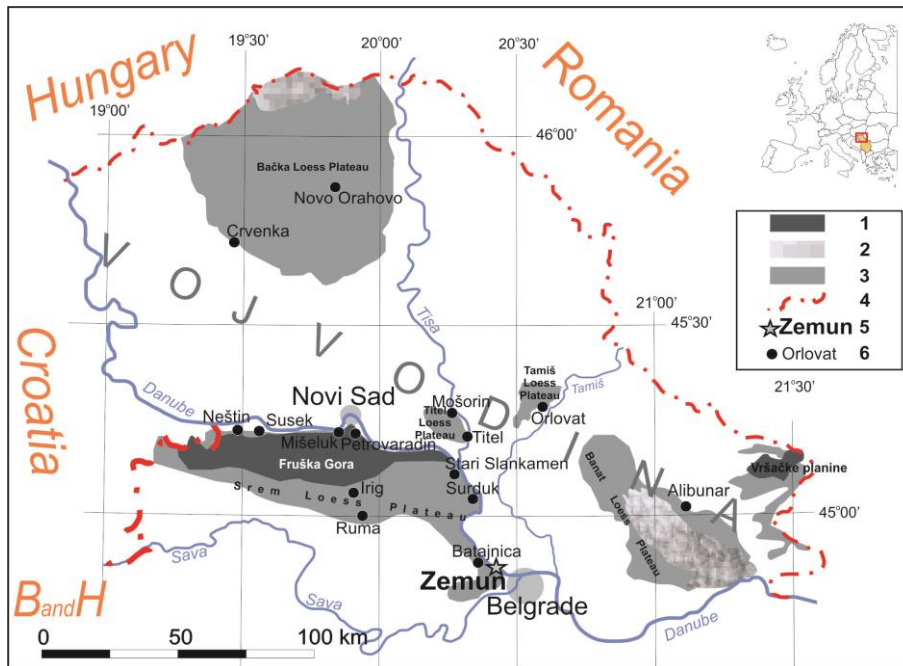 19°30’
20°00’
20°30’
Hungary
19°00’
Romania
46°00’
Bačka Loess Plateau
Novo Orahovo
Crvenka
1
2
3
4
Zemun 5
Orlovat 6
VOJVODINA
Tisa
21°00’
45°30’
Croatia
21°30’
Danube
Novi Sad
Neštin
Susek
Mišeluk
Petrovaradin
Mošorin
Titel
Loess
Plateau
Titel
Tamiš
Loess
Plateau
Tamiš
Orlovat
Fruška Gora
Stari Slankamen
Irig
Surduk
Srem Loess Plateau
Ruma
Banat
Loess
Plateau
Alibunar
Vršačke planine
45°00’
Sava
Batajnica
Zemun
Belgrade
Sava
BandH
Danube
0 50 100 km